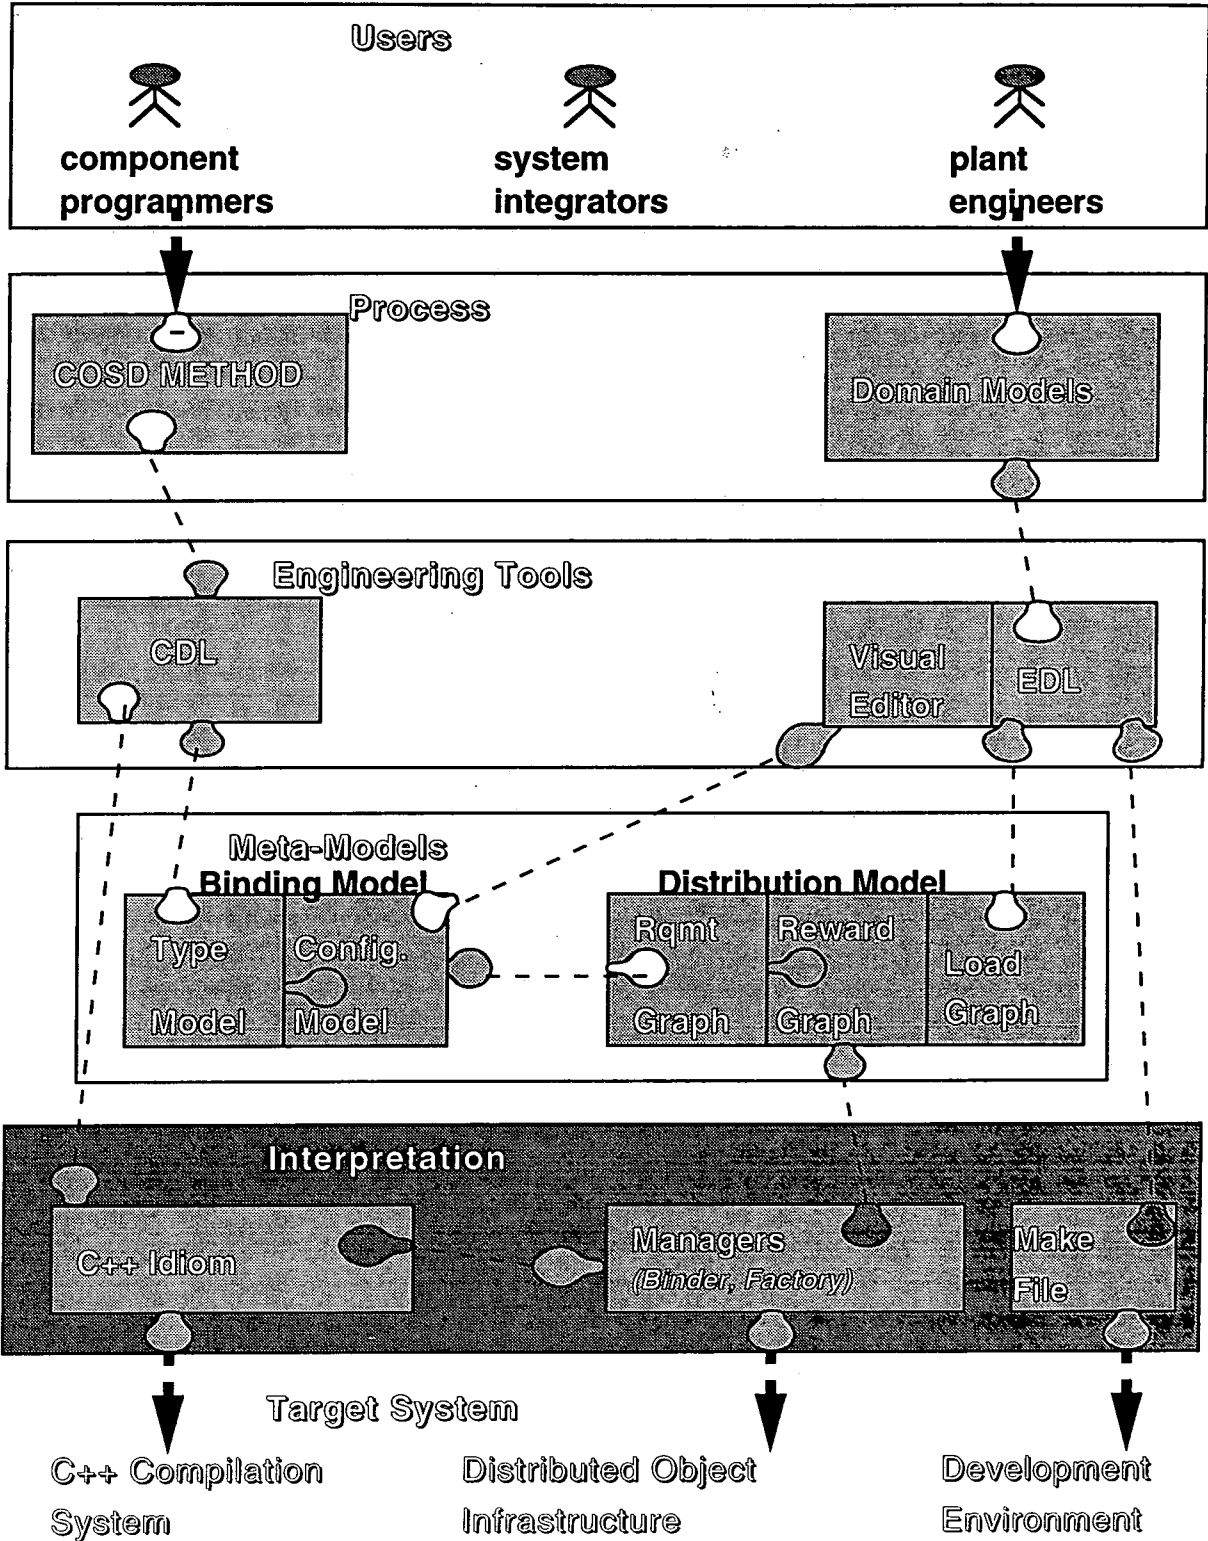 Users
component
programmers
system
integrators
plant
engineers
Process
COSD METHOD
Domain Models
Engineering Tools
CDL
Visual
Editor
EDL
Meta-Models
Binding Model
Distribution Model
Type
Model
Config.
Model
Rqmt
Graph
Reward
Graph
Load
Graph
Interpretation
C++ Idiom
Managers
(Binder, Factory)
Make
File
Target System
C++ Compilation
System
Distributed Object
Infrastructure
Development
Environment